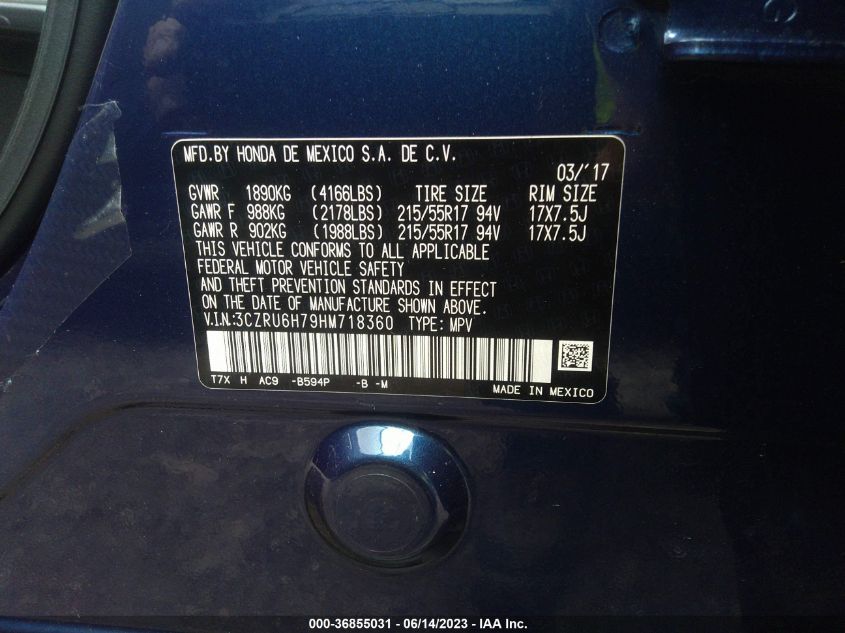 MFD.BY HONDA DE MEXICO S.A. DE C.V.
03/'17
GVWR 1890KG (4166LBS) TIRE SIZE RIM SIZE
GAWR F 988KG (2178LBS) 215/55R17 94V 17X7.5J
GAWR R 902KG (1988LBS) 215/55R17 94V 17X7.5J
THIS VEHICLE CONFORMS TO ALL APPLICABLE
FEDERAL MOTOR VEHICLE SAFETY
AND THEFT PREVENTION STANDARDS IN EFFECT
ON THE DATE OF MANUFACTURE SHOWN ABOVE.
V.I.N.:3CZRU6H79HM718360 TYPE: MPV
T7X H AC9 -B594P -B -M MADE IN MEXICO
000-36855031 - 06/14/2023 - IAA Inc.